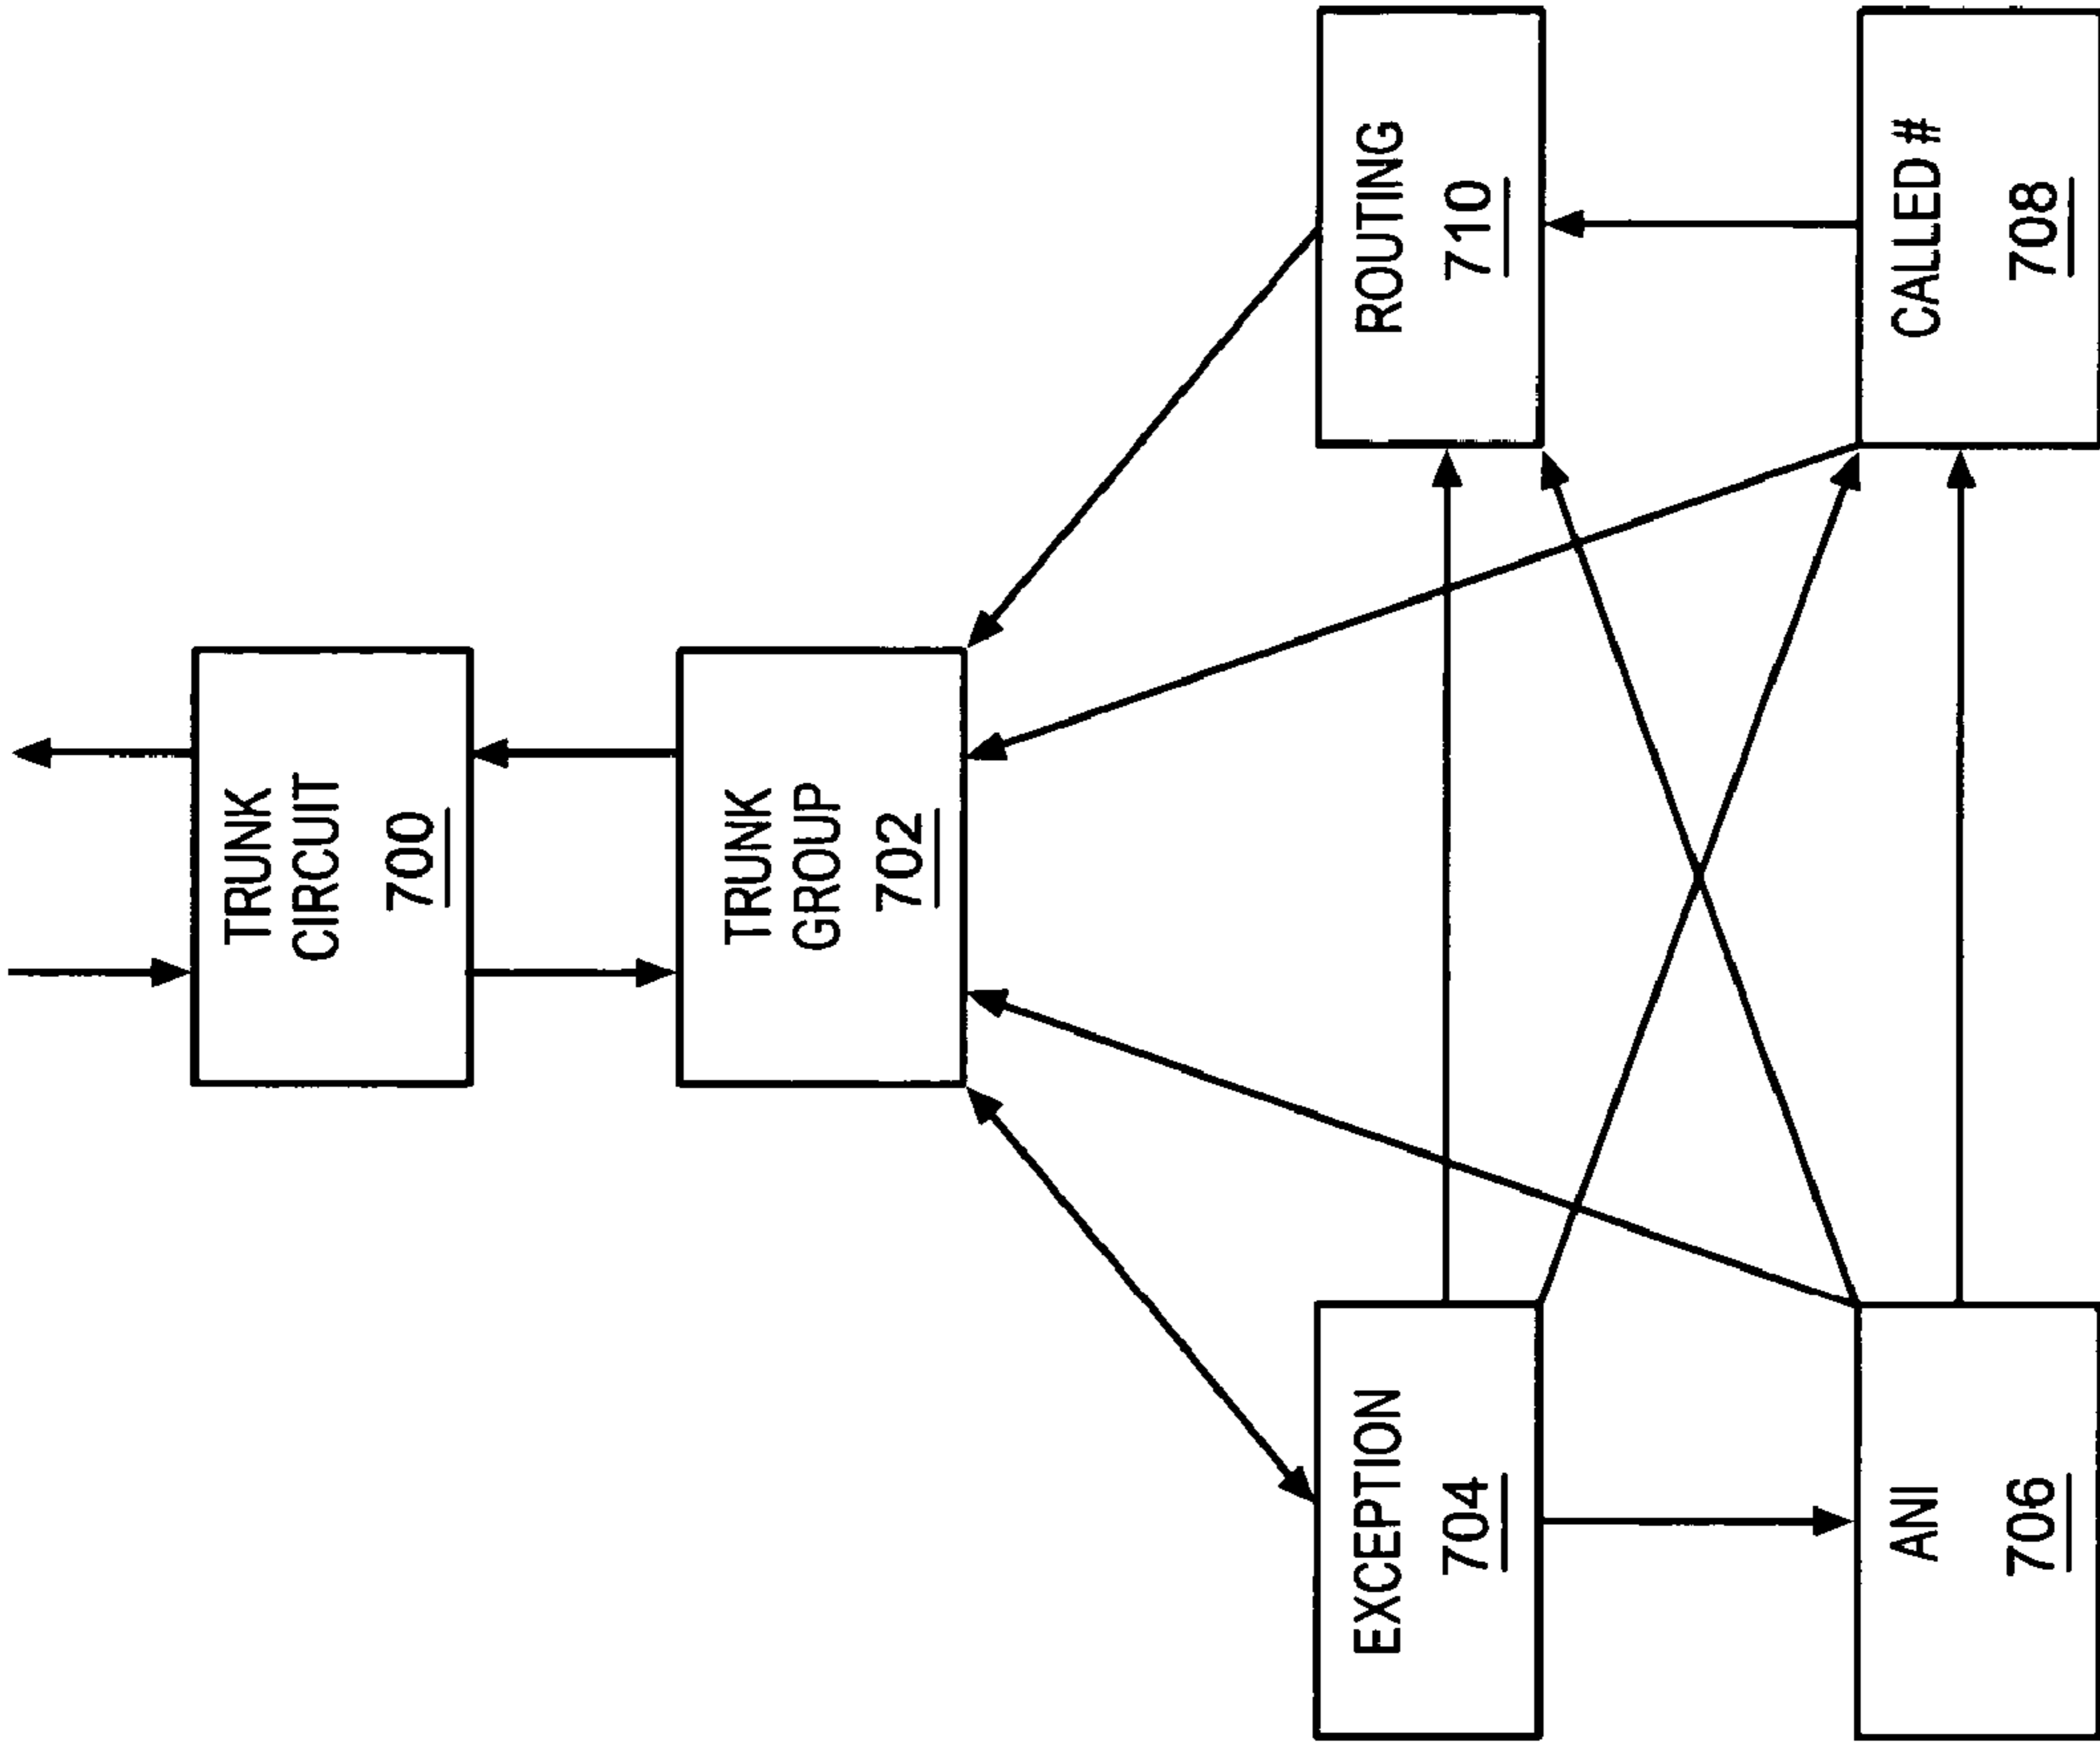 TRUNK
CIRCUIT
700
TRUNK
GROUP
702
EXCEPTION
704
ROUTING
710
ANI
706
CALLED #
708